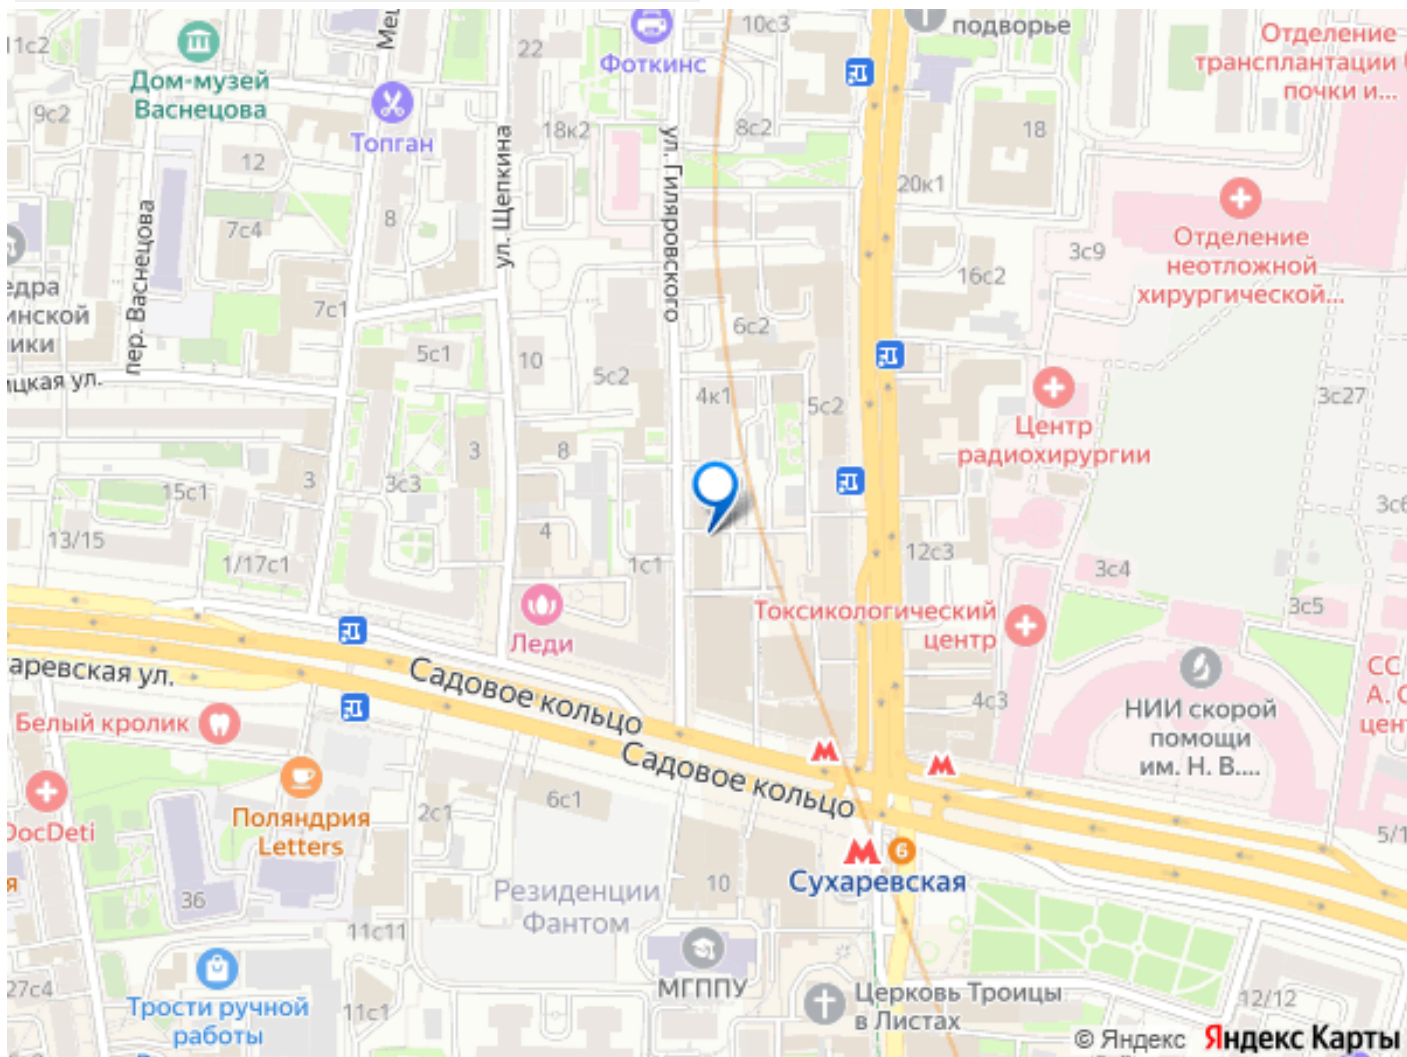 10с3
подворье
Отделение
трансплантации
почки и...
11с2
22
Фоткинс
Дом-музей
Васнецова
9с2
Топган
18к2
8с2
18
12
20к1
ул. Щепкина
ул. Гиляровского
пер. Васнецова
8
7с4
3с9
Отделение
неотложной
хирургической...
16с2
7с1
6с2
5с1
10
5с2
4к1
5с2
3с27
Центр
радиохирургии
3
8
3
3с3
15с1
13/15
4
1/17с1
1с1
12с3
3с4
3с5
Токсикологический
центр
Леди
НИИ скорой
помощи
им. Н. В....
4с3
Садовое кольцо
Садовое кольцо
Белый кролик
DocDeti
Поляндрия
Letters
2с1
6с1
6
Сухаревская
36
Резиденции
Фантом
10
11с11
МГППУ
27с4
Трости ручной
работы
11с1
Церковь Троицы
в Листах
12/12
© Яндекс Яндекс Карты